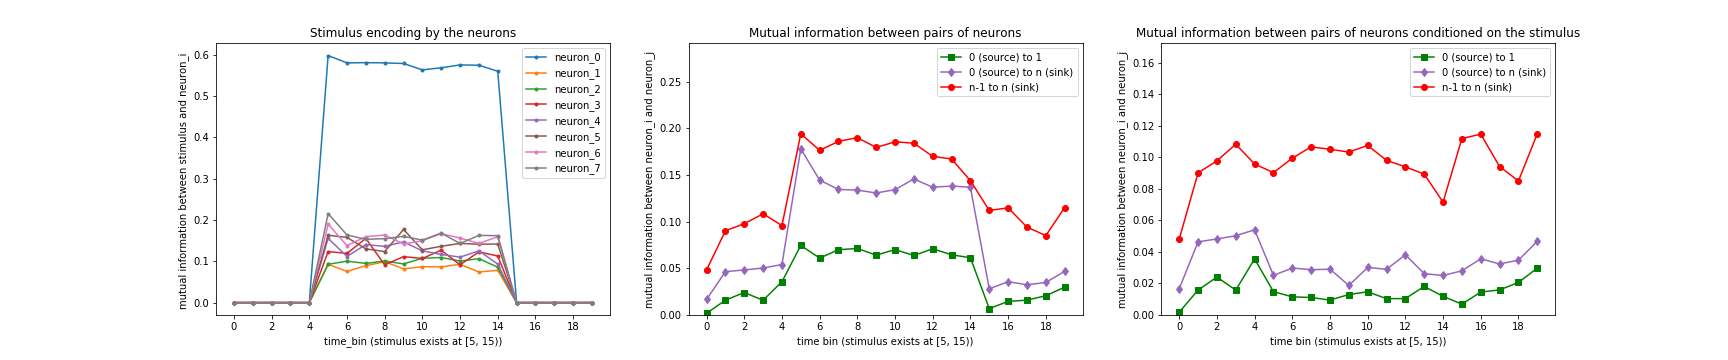 Stimulus encoding by the neurons
mutual information between stimulus and neuron_i
0.6
0.5
0.4
0.3
0.2
0.1
0.0
neuron_0
neuron_1
neuron_2
neuron_3
neuron_4
neuron_5
neuron_6
neuron_7
0 2 4 6 8 10 12 14 16 18
time_bin (stimulus exists at [5, 15))
Mutual information between pairs of neurons
mutual information between neuron_i and neuron_j
0.25
0.20
0.15
0.10
0.05
0.00
0 (source) to 1
0 (source) to n (sink)
n-1 to n (sink)
0 2 4 6 8 10 12 14 16 18
time bin (stimulus exists at [5, 15))
Mutual information between pairs of neurons conditioned on the stimulus
mutual information between neuron_i and neuron_j
0.16
0.14
0.12
0.10
0.08
0.06
0.04
0.02
0.00
0 (source) to 1
0 (source) to n (sink)
n-1 to n (sink)
0 2 4 6 8 10 12 14 16 18
time bin (stimulus exists at [5, 15))